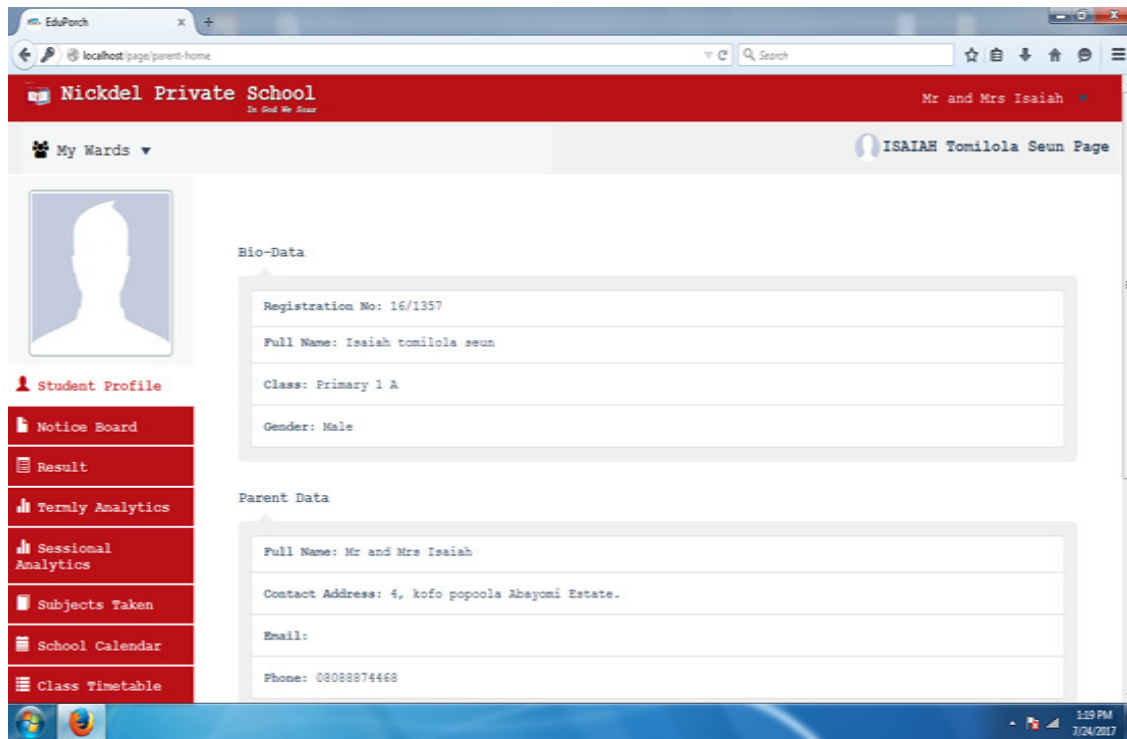 EduPorch
localhost/page/parent-home
Search
Nickdel Private School
In God We Soar
Mr and Mrs Isaiah
My Wards
ISAIAH Tomilola Seun Page
Bio-Data
Registration No: 16/1357
Full Name: Isaiah tomilola seun
Class: Primary 1 A
Gender: Male
Student Profile
Notice Board
Result
Termly Analytics
Sessional
Analytics
Subjects Taken
School Calendar
Class Timetable
Parent Data
Full Name: Mr and Mrs Isaiah
Contact Address: 4, kofo popoola Abayomi Estate.
Email:
Phone: 08088874468
1:19 PM
7/24/2017